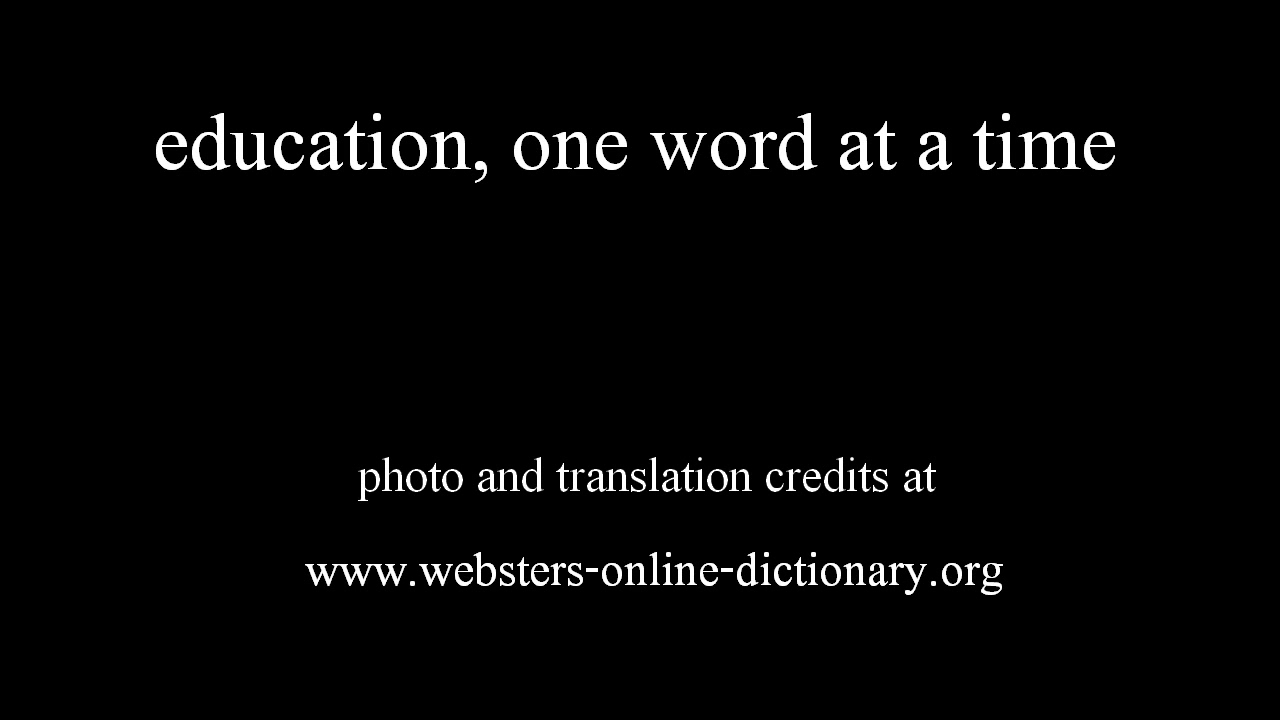 education, one word at a time
photo and translation credits at
www.websters-online-dictionary.org